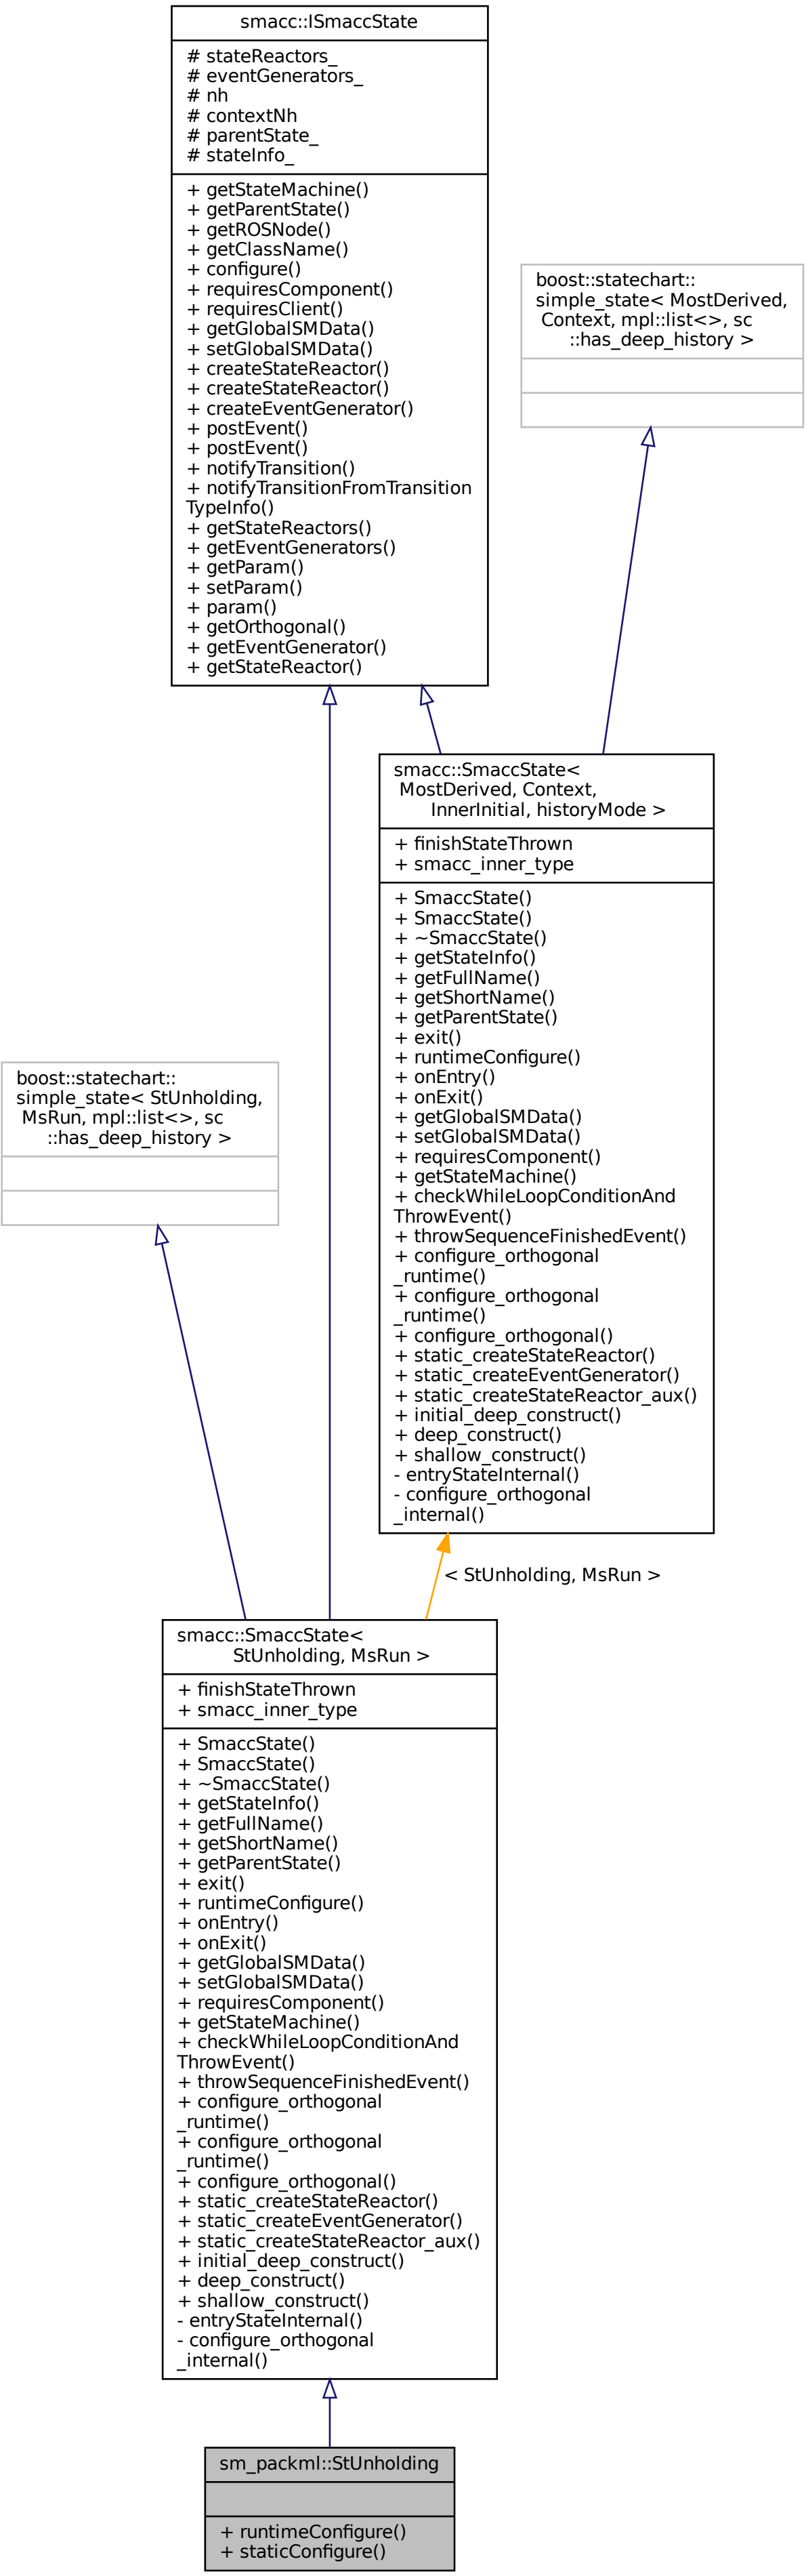 smacc::ISmaccState
# stateReactors_
# eventGenerators_
# nh
# contextNh
# parentState_
# stateInfo_
+ getStateMachine()
+ getParentState()
+ getROSNode()
+ getClassName()
+ configure()
+ requiresComponent()
+ requiresClient()
+ getGlobalSMData()
+ setGlobalSMData()
+ createStateReactor()
+ createStateReactor()
+ createEventGenerator()
+ postEvent()
+ postEvent()
+ notifyTransition()
+ notifyTransitionFromTransition
TypeInfo()
+ getStateReactors()
+ getEventGenerators()
+ getParam()
+ setParam()
+ param()
+ getOrthogonal()
+ getEventGenerator()
+ getStateReactor()
boost::statechart::
simple_state< MostDerived,
Context, mpl::list<>, sc
::has_deep_history >
smacc::SmaccState<
MostDerived, Context,
InnerInitial, historyMode >
+ finishStateThrown
+ smacc_inner_type
+ SmaccState()
+ SmaccState()
+ ~SmaccState()
+ getStateInfo()
+ getFullName()
+ getShortName()
+ getParentState()
+ exit()
+ runtimeConfigure()
+ onEntry()
+ onExit()
+ getGlobalSMData()
+ setGlobalSMData()
+ requiresComponent()
+ getStateMachine()
+ checkWhileLoopConditionAnd
ThrowEvent()
+ throwSequenceFinishedEvent()
+ configure_orthogonal
_runtime()
+ configure_orthogonal
_runtime()
+ configure_orthogonal()
+ static_createStateReactor()
+ static_createEventGenerator()
+ static_createStateReactor_aux()
+ initial_deep_construct()
+ deep_construct()
+ shallow_construct()
- entryStateInternal()
- configure_orthogonal
_internal()
boost::statechart::
simple_state< StUnholding,
MsRun, mpl::list<>, sc
::has_deep_history >
< StUnholding, MsRun >
smacc::SmaccState<
StUnholding, MsRun >
+ finishStateThrown
+ smacc_inner_type
+ SmaccState()
+ SmaccState()
+ ~SmaccState()
+ getStateInfo()
+ getFullName()
+ getShortName()
+ getParentState()
+ exit()
+ runtimeConfigure()
+ onEntry()
+ onExit()
+ getGlobalSMData()
+ setGlobalSMData()
+ requiresComponent()
+ getStateMachine()
+ checkWhileLoopConditionAnd
ThrowEvent()
+ throwSequenceFinishedEvent()
+ configure_orthogonal
_runtime()
+ configure_orthogonal
_runtime()
+ configure_orthogonal()
+ static_createStateReactor()
+ static_createEventGenerator()
+ static_createStateReactor_aux()
+ initial_deep_construct()
+ deep_construct()
+ shallow_construct()
- entryStateInternal()
- configure_orthogonal
_internal()
sm_packml::StUnholding
+ runtimeConfigure()
+ staticConfigure()